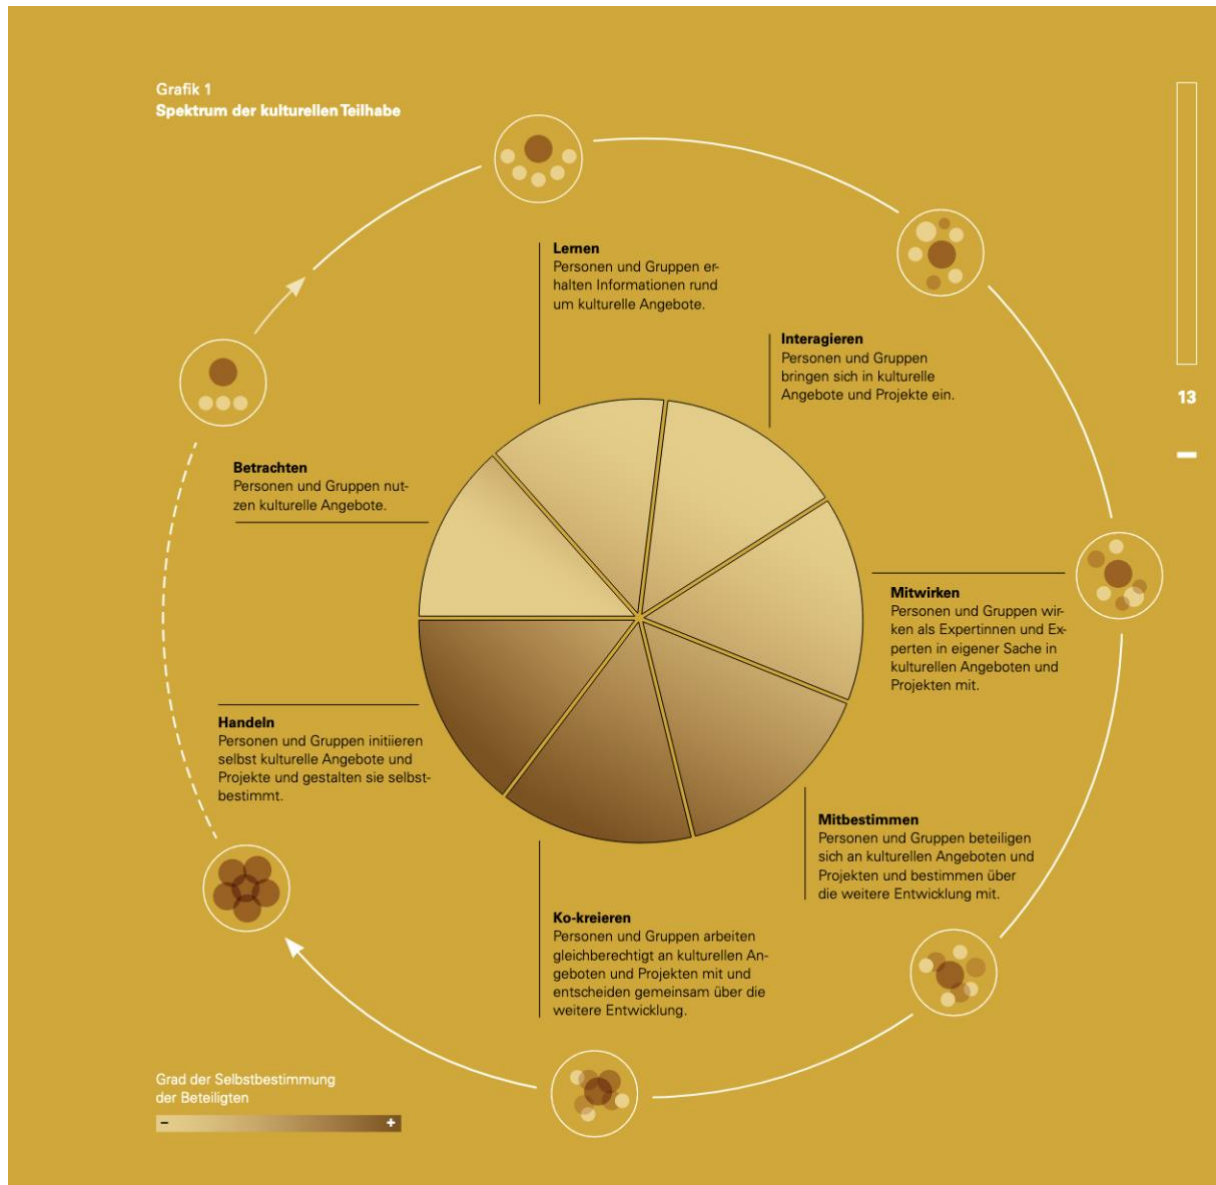 Grafik 1
Spektrum der kulturellen Teilhabe
Lernen
Personen und Gruppen er-
halten Informationen rund
um kulturelle Angebote.
Interagieren
Personen und Gruppen
bringen sich in kulturelle
Angebote und Projekte ein.
13
Betrachten
Personen und Gruppen nut-
zen kulturelle Angebote.
Mitwirken
Personen und Gruppen wir-
ken als Expertinnen und Ex-
perten in eigener Sache in
kulturellen Angeboten und
Projekten mit.
Handeln
Personen und Gruppen initiieren
selbst kulturelle Angebote und
Projekte und gestalten sie selbst-
bestimmt.
Mitbestimmen
Personen und Gruppen beteiligen
sich an kulturellen Angeboten und
Projekten und bestimmen über
die weitere Entwicklung mit.
Ko-kreieren
Personen und Gruppen arbeiten
gleichberechtigt an kulturellen An-
geboten und Projekten mit und
entscheiden gemeinsam über die
weitere Entwicklung.
Grad der Selbstbestimmung
der Beteiligten
– +